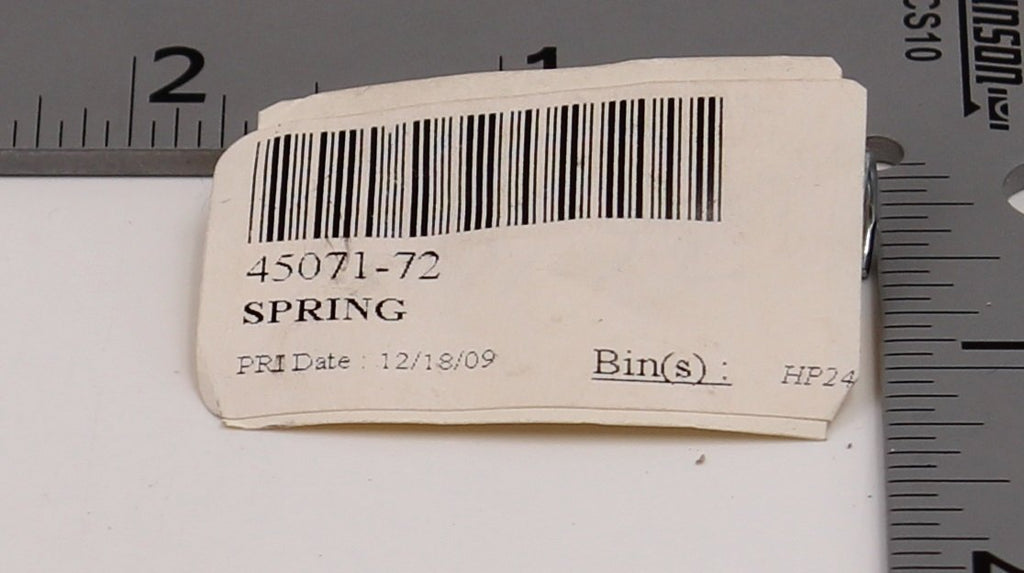 2 1
CS10
45071-72
SPRING
PRI Date : 12/18/09
Bin(s) : HP24